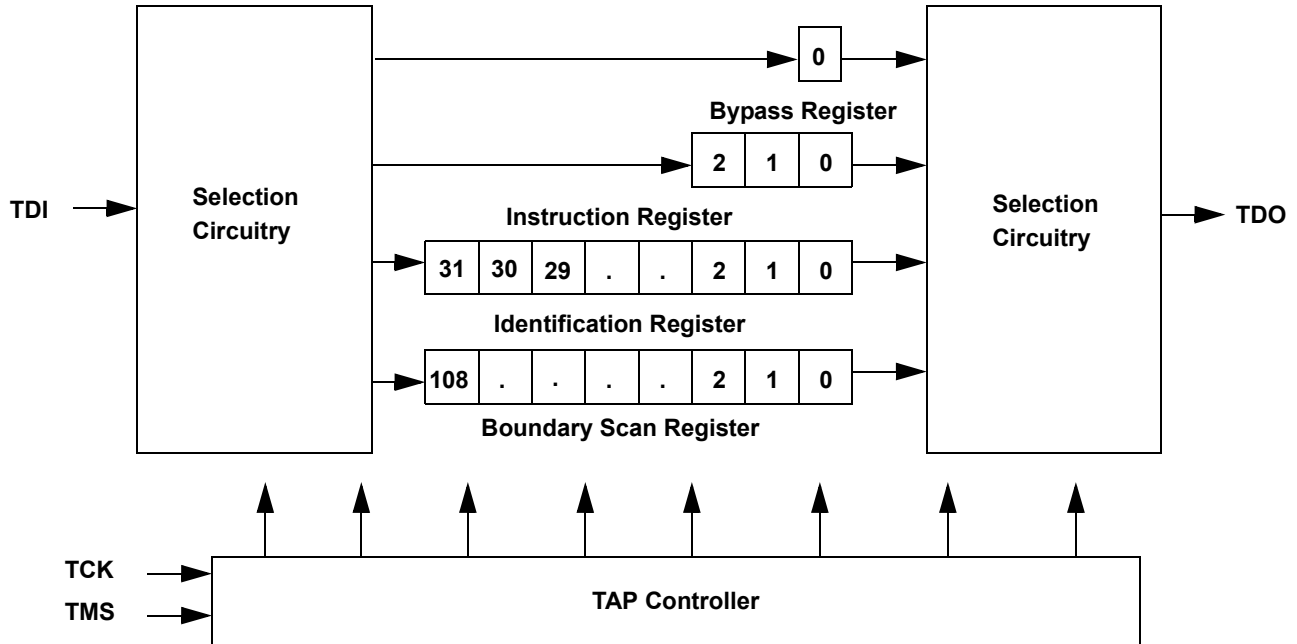 0
Bypass Register
2 1 0
Selection
Circuitry
Selection
Circuitry
TDI
TDO
Instruction Register
31 30 29 . . 2 1 0
Identification Register
108 . . . . 2 1 0
Boundary Scan Register
TCK
TMS
TAP Controller